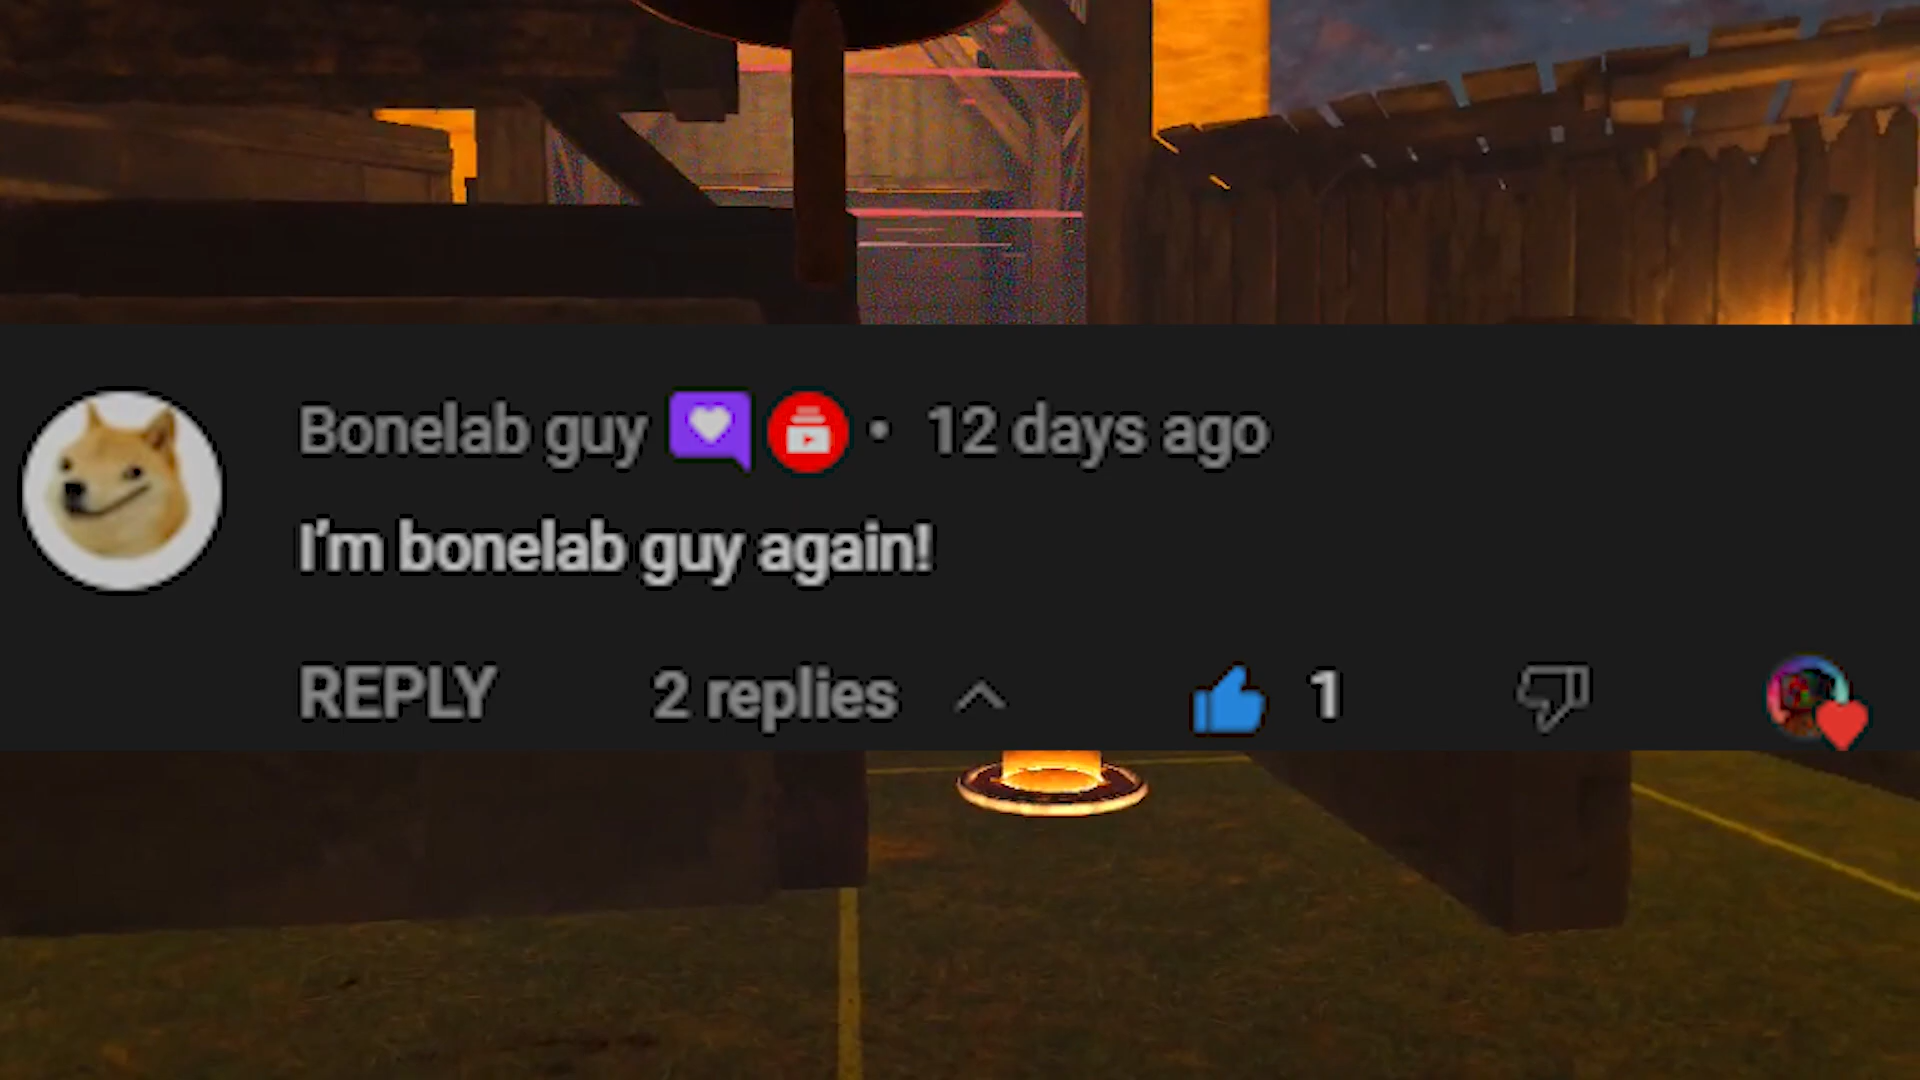 Bonelab guy • 12 days ago
I'm bonelab guy again!
REPLY 2 replies 1